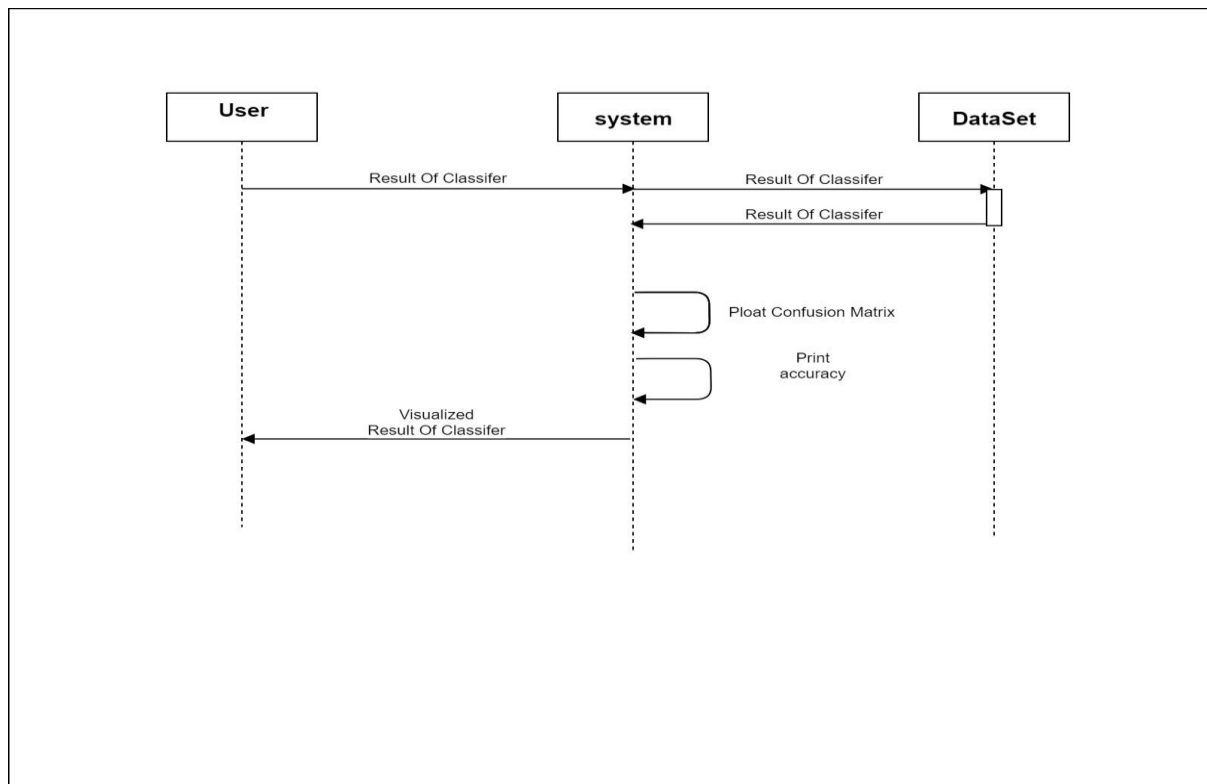 User
system
DataSet
Result Of Classifer
Result Of Classifer
Result Of Classifer
Ploat Confusion Matrix
Print
accuracy
Visualized
Result Of Classifer